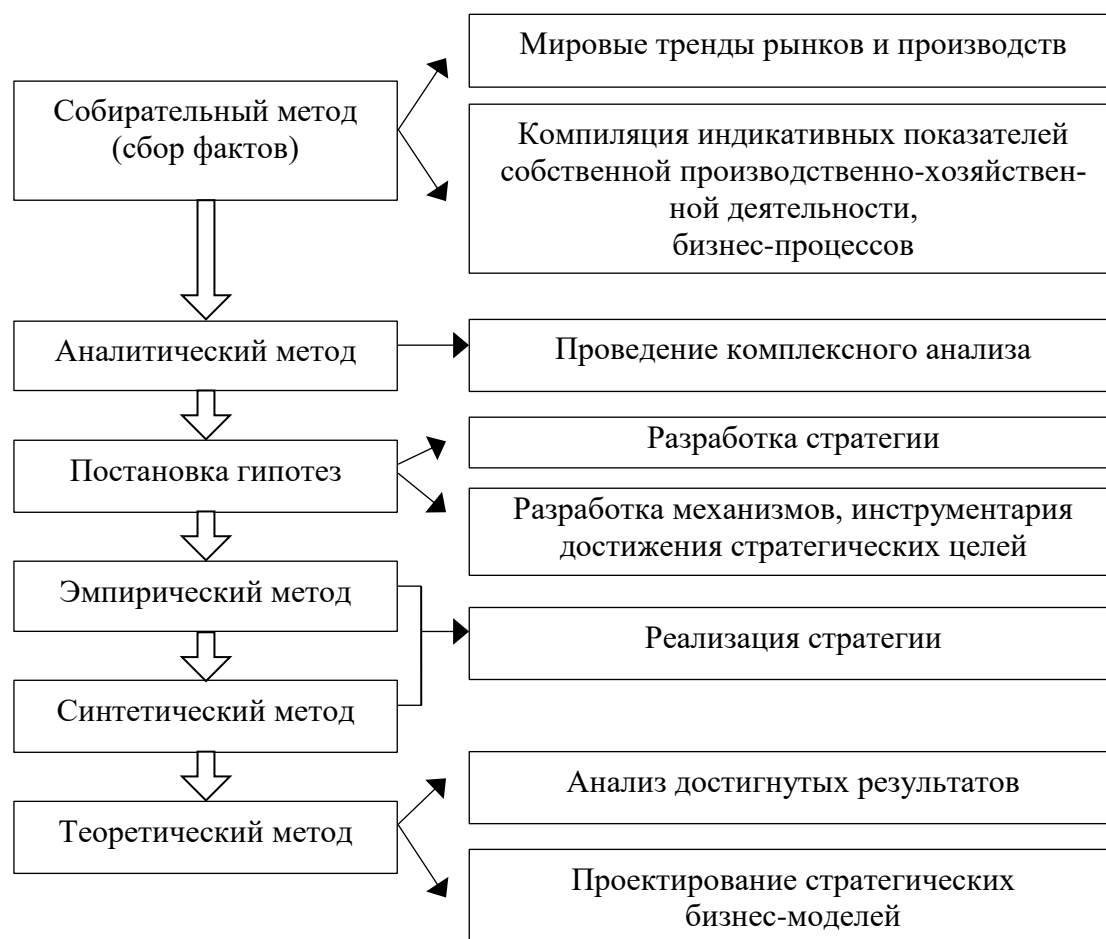 Мировые тренды рынков и производств
Собирательный метод
(сбор фактов)
Компиляция индикативных показателей
собственной производственно-хозяйствен-
ной деятельности,
бизнес-процессов
Аналитический метод
Проведение комплексного анализа
Постановка гипотез
Разработка стратегии
Разработка механизмов, инструментария
достижения стратегических целей
Эмпирический метод
Реализация стратегии
Синтетический метод
Теоретический метод
Анализ достигнутых результатов
Проектирование стратегических
бизнес-моделей